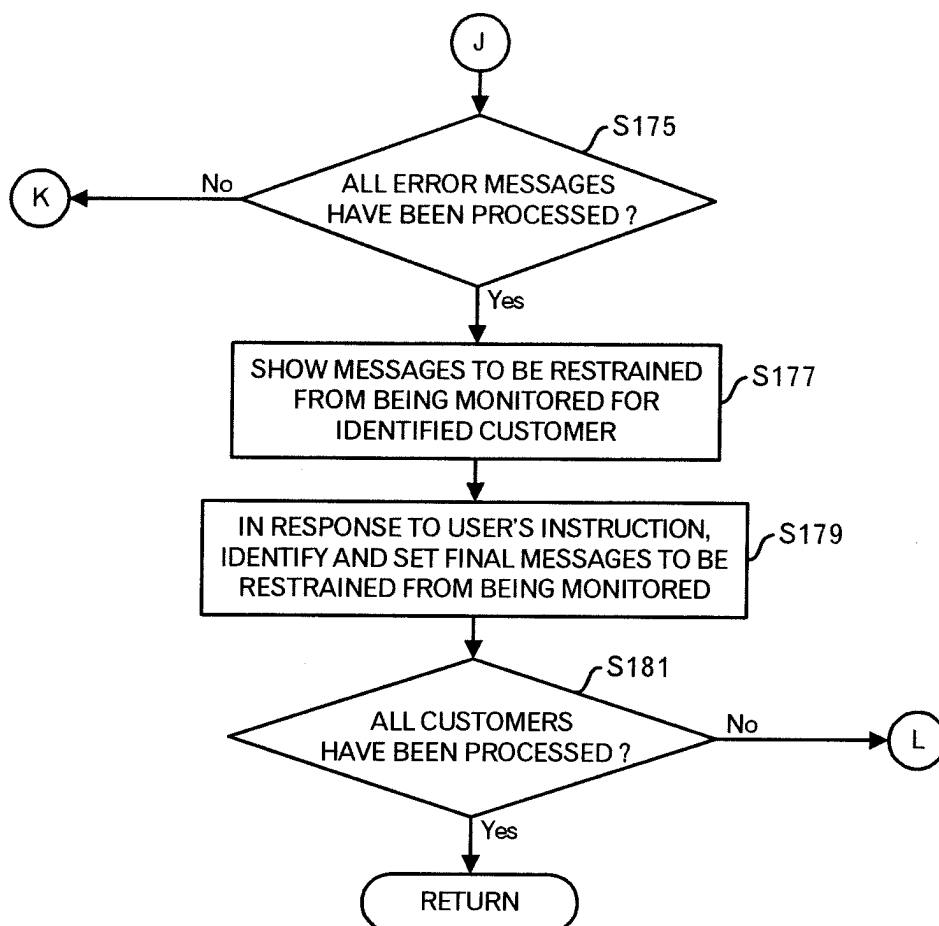 J
S175
ALL ERROR MESSAGES
HAVE BEEN PROCESSED ?
No
K
Yes
SHOW MESSAGES TO BE RESTRAINED
FROM BEING MONITORED FOR
IDENTIFIED CUSTOMER
S177
IN RESPONSE TO USER'S INSTRUCTION,
IDENTIFY AND SET FINAL MESSAGES TO BE
RESTRAINED FROM BEING MONITORED
S179
S181
ALL CUSTOMERS
HAVE BEEN PROCESSED ?
No
L
Yes
RETURN